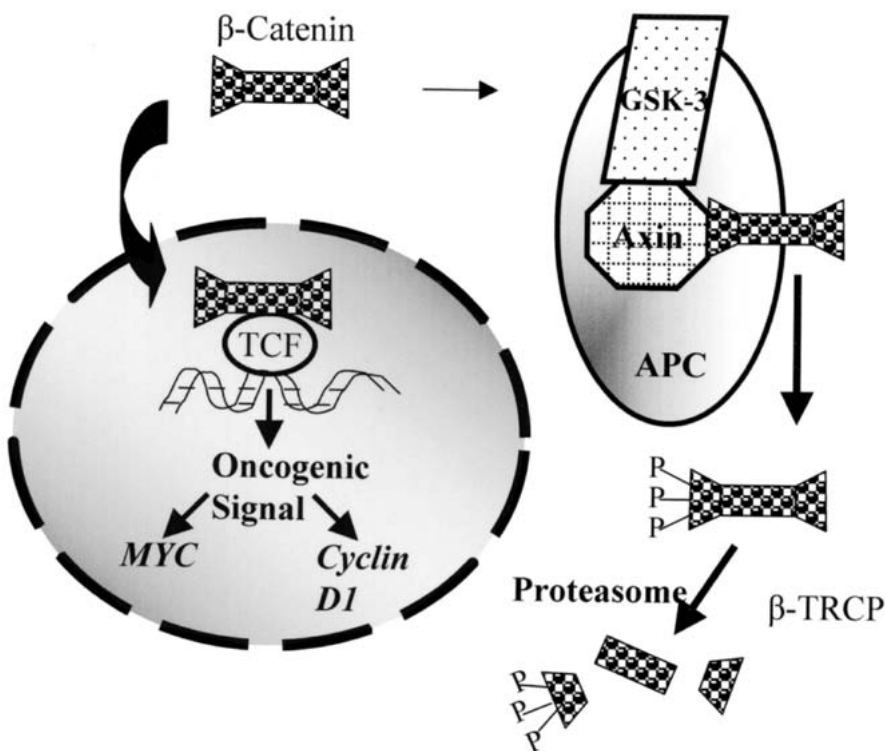 β-Catenin
GSK-3
Axin
APC
TCF
Oncogenic
Signal
MYC
Cyclin
D1
P
P
P
Proteasome
β-TRCP
P
P
P